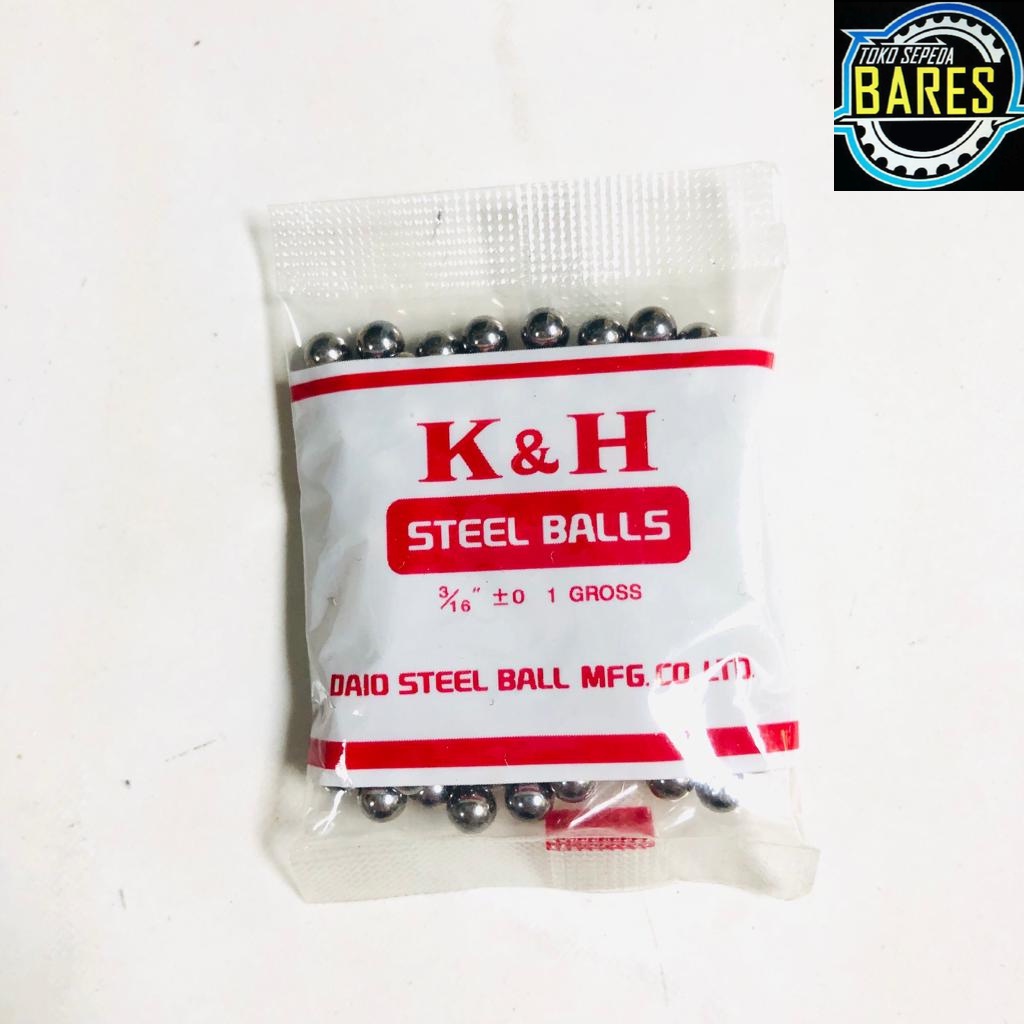 TOKO SEPEDA
BARES
K & H
STEEL BALLS
3/16" ±0 1 GROSS
DAIO STEEL BALL MFG. CO LTD.